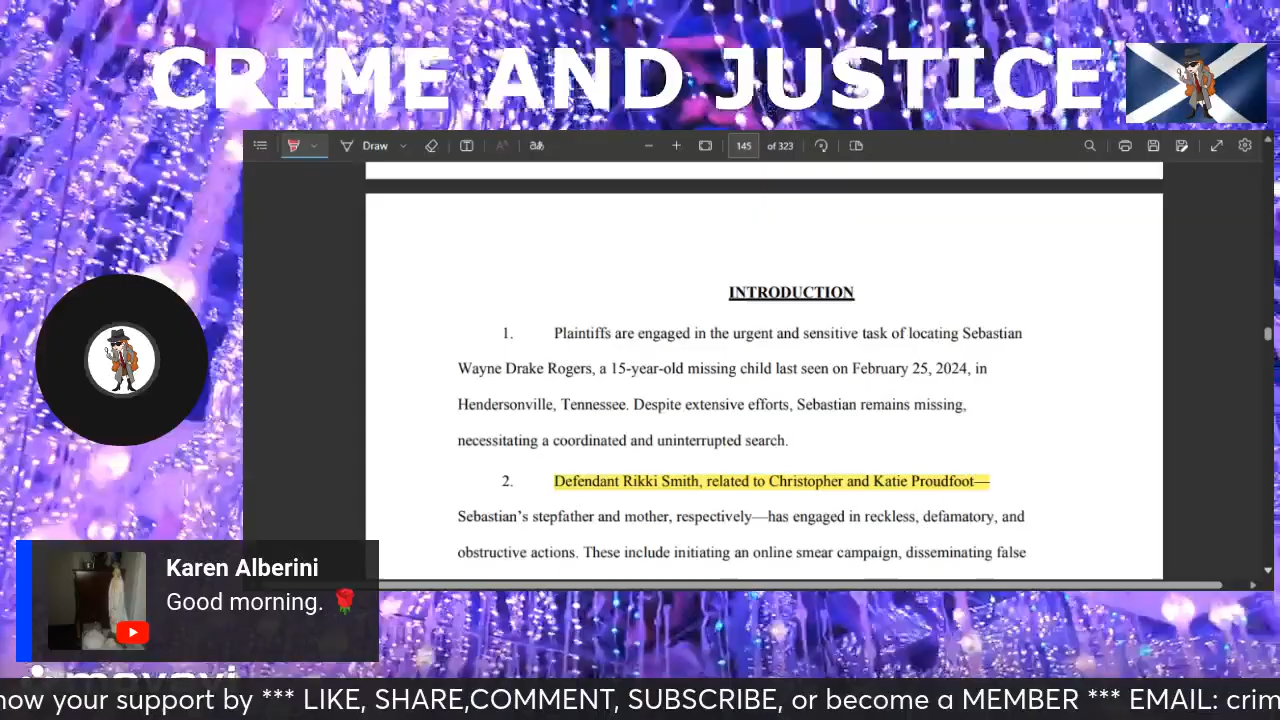 CRIME AND JUSTICE
Draw
145 of 323
INTRODUCTION
1. Plaintiffs are engaged in the urgent and sensitive task of locating Sebastian
Wayne Drake Rogers, a 15-year-old missing child last seen on February 25, 2024, in
Hendersonville, Tennessee. Despite extensive efforts, Sebastian remains missing,
necessitating a coordinated and uninterrupted search.
2. Defendant Rikki Smith, related to Christopher and Katie Proudfoot—
Sebastian’s stepfather and mother, respectively—has engaged in reckless, defamatory, and
obstructive actions. These include initiating an online smear campaign, disseminating false
Karen Alberini
Good morning. 🌹
now your support by *** LIKE, SHARE,COMMENT, SUBSCRIBE, or become a MEMBER *** EMAIL: crim